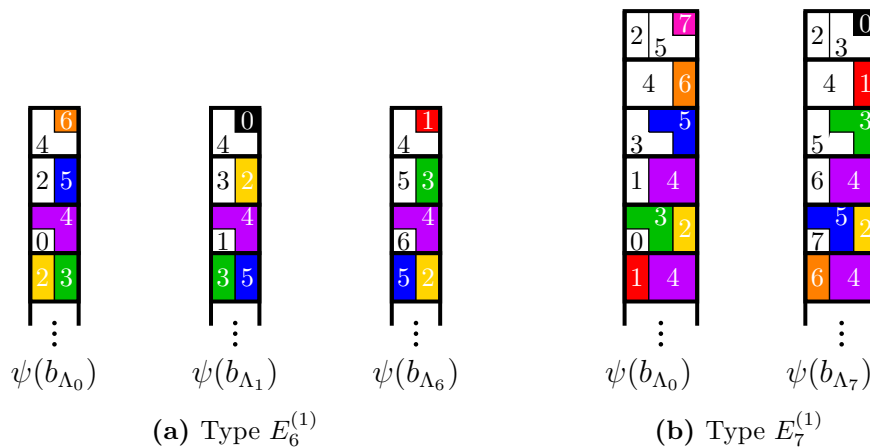 2 5 7 2 3 0
4 6 4 1
6 0 1 3 5 5 3
4 4 4
2 5 3 2 5 3 1 4 6 4
4 4 4 3 5
0 1 6 0 2 7 2
2 3 3 5 5 2 1 4 6 4
⋮ ⋮ ⋮ ⋮ ⋮
ψ(b_{Λ_0}) ψ(b_{Λ_1}) ψ(b_{Λ_6}) ψ(b_{Λ_0}) ψ(b_{Λ_7})
(a) Type E_6^{(1)} (b) Type E_7^{(1)}